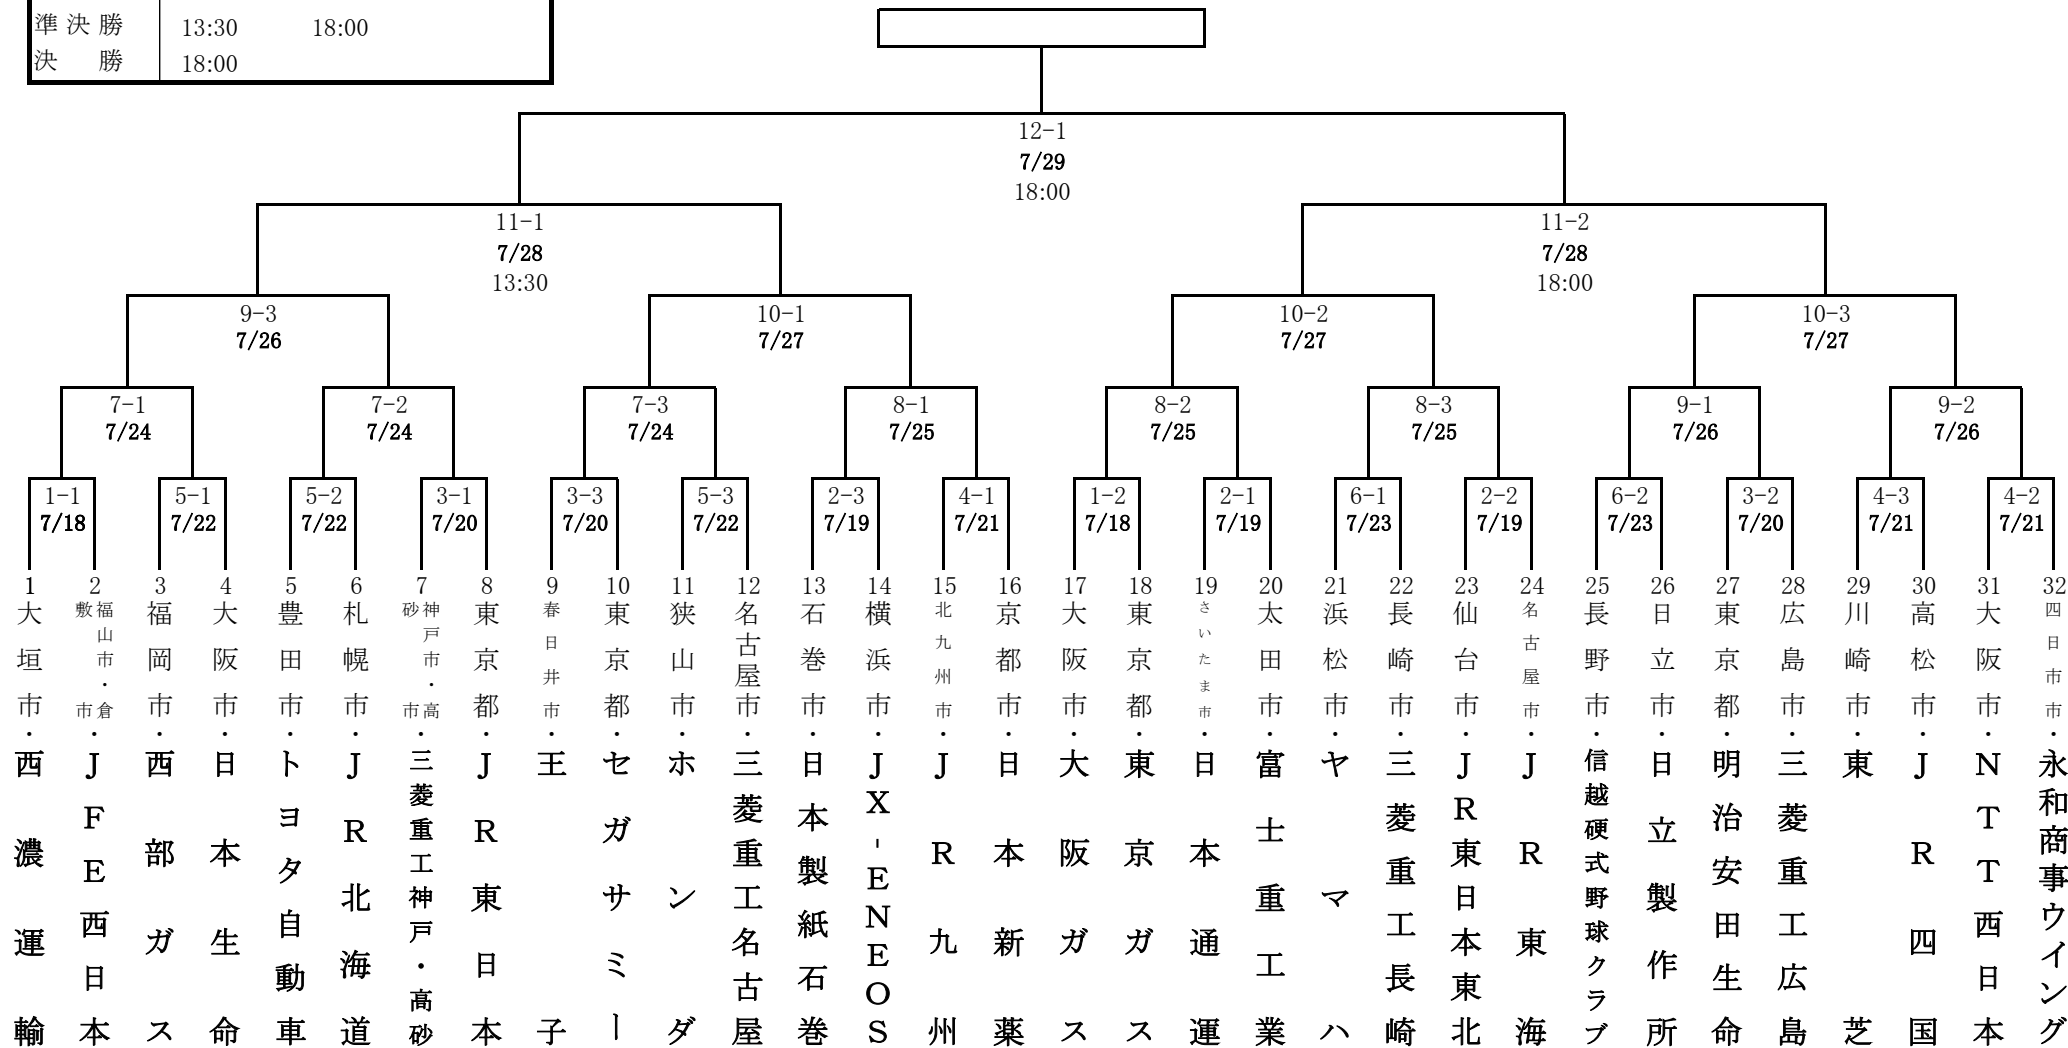 準決勝 13:30 18:00
決 勝 18:00
12-1
7/29
18:00
11-1 11-2
7/28 7/28
13:30 18:00
9-3 10-1 10-2 10-3
7/26 7/27 7/27 7/27
7-1 7-2 7-3 8-1 8-2 8-3 9-1 9-2
7/24 7/24 7/24 7/25 7/25 7/25 7/26 7/26
1-1 5-1 5-2 3-1 3-3 5-3 2-3 4-1 1-2 2-1 6-1 2-2 6-2 3-2 4-3 4-2
7/18 7/22 7/22 7/20 7/20 7/22 7/19 7/21 7/18 7/19 7/23 7/19 7/23 7/20 7/21 7/21
1 大垣市・西濃運輸
2 福山市・倉敷市・JFE西日本
3 福岡市・西部ガス
4 大阪市・日本生命
5 豊田市・トヨタ自動車
6 札幌市・JR北海道
7 神戸市・高砂市・三菱重工神戸・高砂
8 東京都・JR東日本
9 春日井市・王子
10 東京都・セガサミー
11 狭山市・ホンダ
12 名古屋市・三菱重工名古屋
13 石巻市・日本製紙石巻
14 横浜市・JX-ENEOS
15 北九州市・JR九州
16 京都市・日本新薬
17 大阪市・大阪ガス
18 東京都・東京ガス
19 さいたま市・日本通運
20 太田市・富士重工業
21 浜松市・ヤマハ
22 長崎市・三菱重工長崎
23 仙台市・JR東日本東北
24 名古屋市・JR東海
25 長野市・信越硬式野球クラブ
26 日立市・日立製作所
27 東京都・明治安田生命
28 広島市・三菱重工広島
29 川崎市・東芝
30 高松市・JR四国
31 大阪市・NTT西日本
32 四日市市・永和商事ウイング